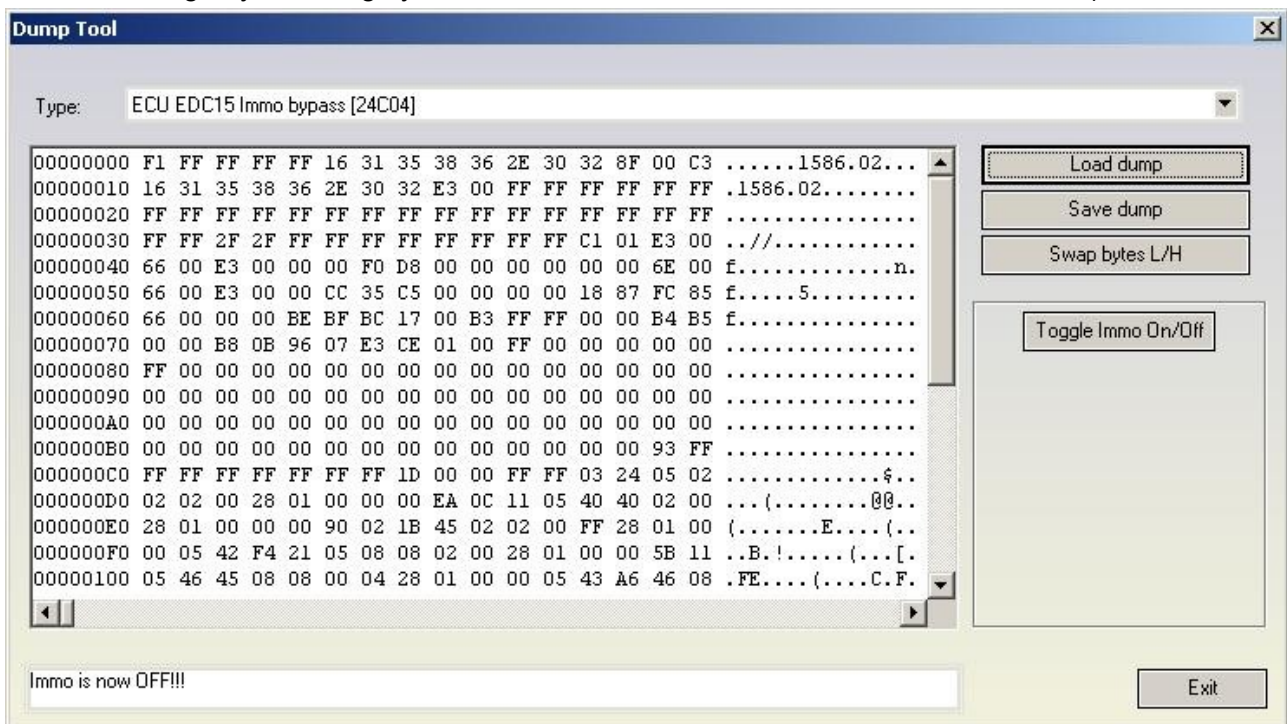 Dump Tool
Type: ECU EDC15 Immo bypass [24C04]
00000000 F1 FF FF FF FF 16 31 35 38 36 2E 30 32 8F 00 C3 ......1586.02...
00000010 16 31 35 38 36 2E 30 32 E3 00 FF FF FF FF FF FF .1586.02........
00000020 FF FF FF FF FF FF FF FF FF FF FF FF FF FF FF FF ................
00000030 FF FF 2F 2F FF FF FF FF FF FF FF FF C1 01 E3 00 ..//............
00000040 66 00 E3 00 00 00 F0 D8 00 00 00 00 00 00 6E 00 f.............n.
00000050 66 00 E3 00 00 CC 35 C5 00 00 00 00 18 87 FC 85 f.....5.........
00000060 66 00 00 00 BE BF BC 17 00 B3 FF FF 00 00 B4 B5 f...............
00000070 00 00 B8 0B 96 07 E3 CE 01 00 FF 00 00 00 00 00 ................
00000080 FF 00 00 00 00 00 00 00 00 00 00 00 00 00 00 00 ................
00000090 00 00 00 00 00 00 00 00 00 00 00 00 00 00 00 00 ................
000000A0 00 00 00 00 00 00 00 00 00 00 00 00 00 00 00 00 ................
000000B0 00 00 00 00 00 00 00 00 00 00 00 00 00 00 93 FF ................
000000C0 FF FF FF FF FF FF FF 1D 00 00 FF FF 03 24 05 02 .............$..
000000D0 02 02 00 28 01 00 00 00 EA 0C 11 05 40 40 02 00 ...(........@@..
000000E0 28 01 00 00 00 90 02 1B 45 02 02 00 FF 28 01 00 (.......E....(..
000000F0 00 05 42 F4 21 05 08 08 02 00 28 01 00 00 5B 11 ..B.!.....(...[.
00000100 05 46 45 08 08 00 04 28 01 00 00 05 43 A6 46 08 .FE....(....C.F.
Load dump
Save dump
Swap bytes L/H
Toggle Immo On/Off
Immo is now OFF!!!
Exit